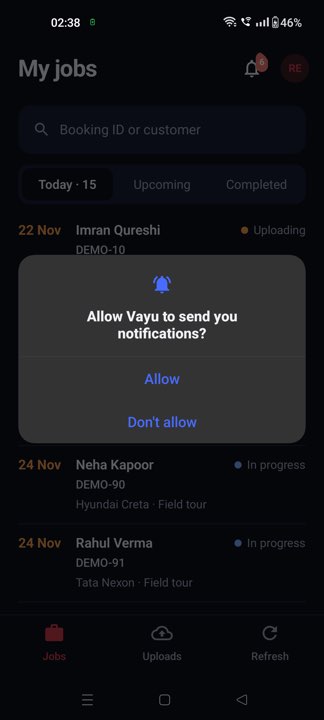 02:38
46%
My jobs
6
RE
Booking ID or customer
Today · 15
Upcoming
Completed
22 Nov
Imran Qureshi
Uploading
DEMO-10
Allow Vayu to send you
notifications?
Allow
Don't allow
24 Nov
Neha Kapoor
In progress
DEMO-90
Hyundai Creta · Field tour
24 Nov
Rahul Verma
In progress
DEMO-91
Tata Nexon · Field tour
Jobs
Uploads
Refresh